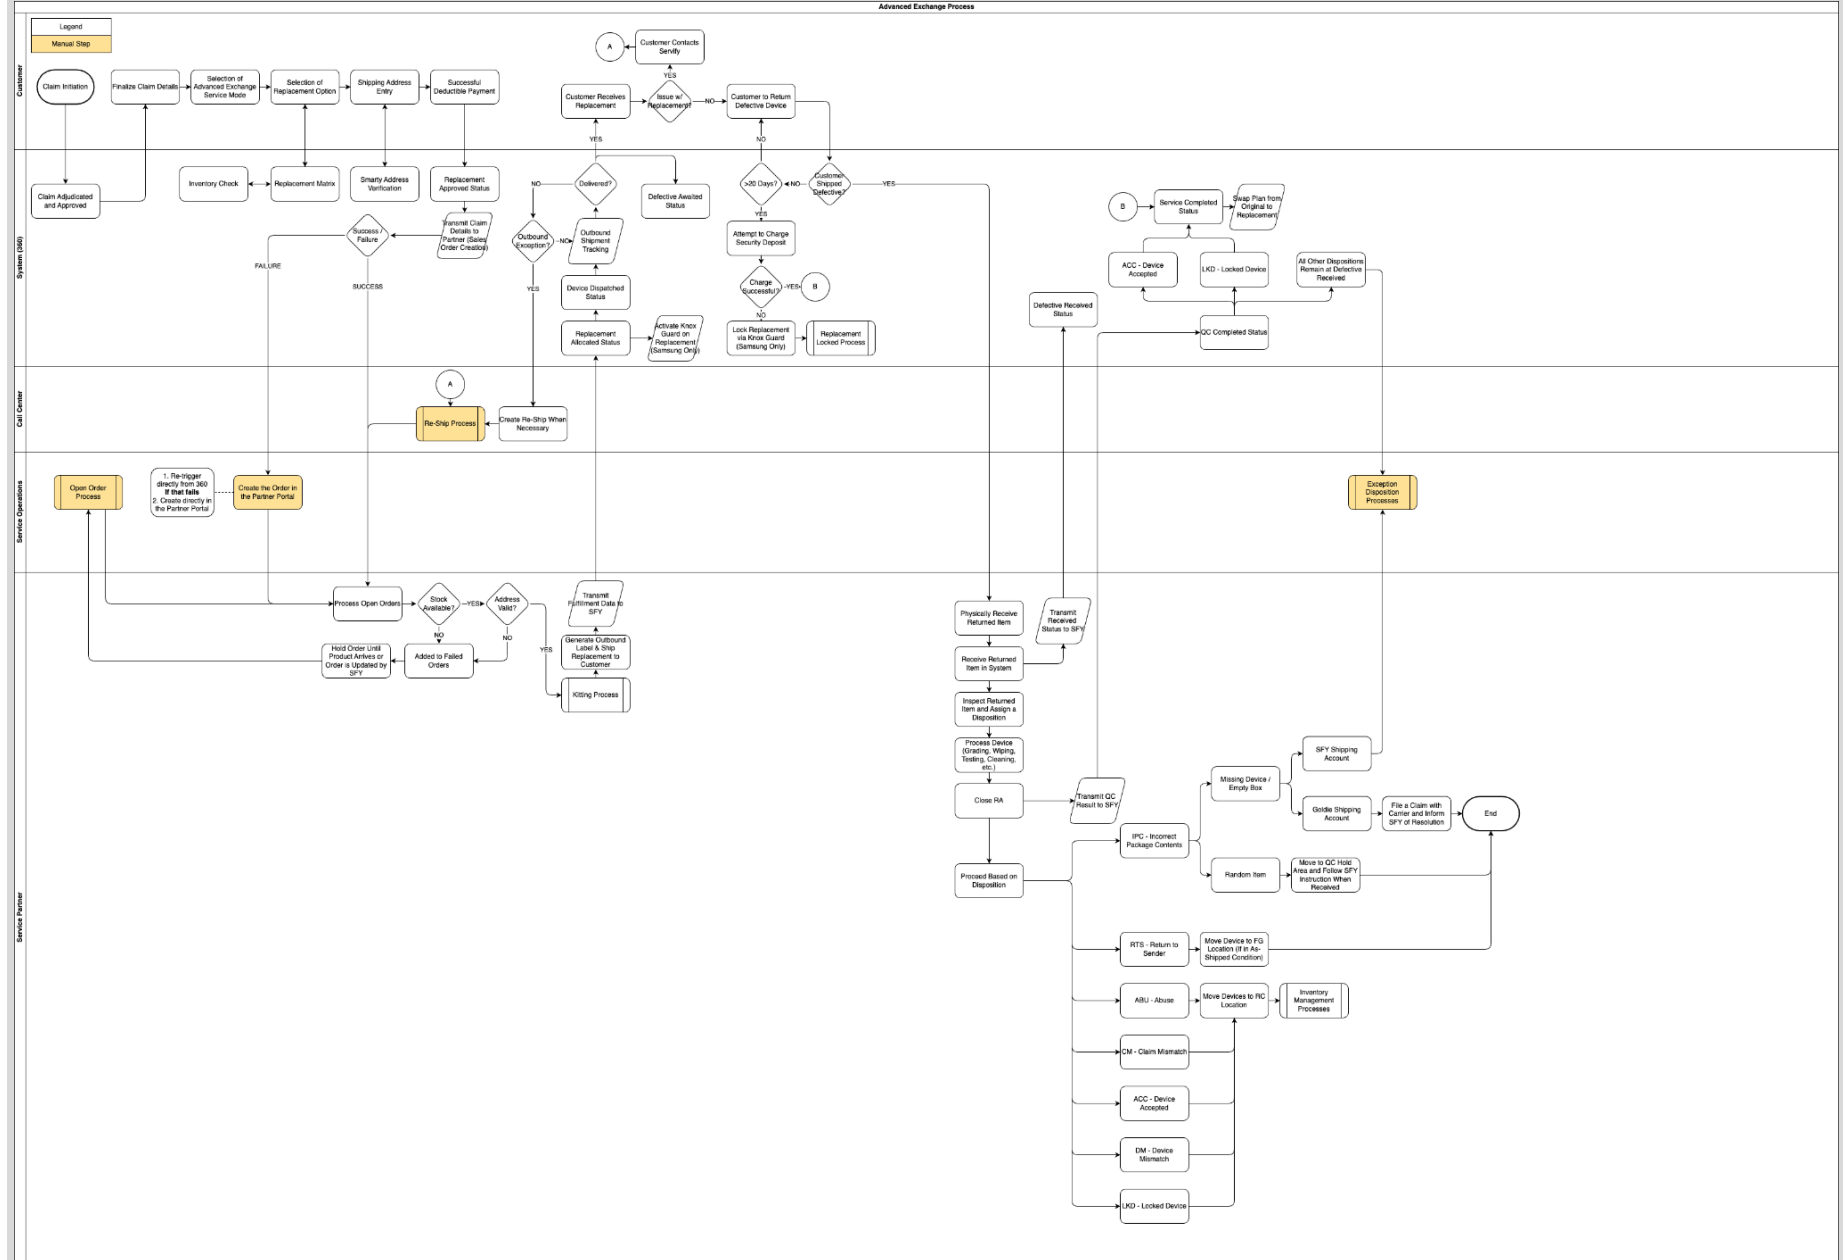 Advanced Exchange Process
Legend
Manual Step
Customer
Claim Initiation
Finalize Claim Details
Selection of
Advanced Exchange
Service Mode
Selection of
Replacement Option
Shipping Address
Entry
Successful
Deductible Payment
A
Customer Contacts
Servify
YES
Customer Receives
Replacement
Issue w/
Replacement?
NO
Customer to Return
Defective Device
YES
NO
System (360)
Claim Adjudicated
and Approved
Inventory Check
Replacement Matrix
Smarty Address
Verification
Replacement
Approved Status
Transmit Claim
Details to
Partner (Sales
Order Creation)
Success /
Failure
FAILURE
SUCCESS
NO
Delivered?
Defective Awaited
Status
Outbound
Exception?
NO
Outbound
Shipment
Tracking
YES
Device Dispatched
Status
Replacement
Allocated Status
Activate Knox
Guard on
Replacement
(Samsung Only)
>20 Days?
NO
Customer
Shipped
Defective?
YES
YES
Attempt to Charge
Security Deposit
Charge
Successful?
YES
B
NO
Lock Replacement
via Knox Guard
(Samsung Only)
Replacement
Locked Process
B
Service Completed
Status
Swap Plan from
Original to
Replacement
ACC - Device
Accepted
LKD - Locked Device
All Other Dispositions
Remain at Defective
Received
Defective Received
Status
QC Completed Status
Call Center
A
Re-Ship Process
Create Re-Ship When
Necessary
Service Operations
Open Order
Process
1. Re-trigger
directly from 360
If that fails
2. Create directly in
the Partner Portal
Create the Order in
the Partner Portal
Exception
Disposition
Processes
Service Partner
Process Open Orders
Stock
Available?
YES
Address
Valid?
NO
NO
YES
Hold Order Until
Product Arrives or
Order is Updated by
SFY
Added to Failed
Orders
Transmit
Fulfillment Data to
SFY
Generate Outbound
Label & Ship
Replacement to
Customer
Kitting Process
Physically Receive
Returned Item
Transmit
Received
Status to SFY
Receive Returned
Item in System
Inspect Returned
Item and Assign a
Disposition
Process Device
(Grading, Wiping,
Testing, Cleaning,
etc.)
Close RA
Transmit QC
Result to SFY
Proceed Based on
Disposition
IPC - Incorrect
Package Contents
Missing Device /
Empty Box
SFY Shipping
Account
Goldie Shipping
Account
File a Claim with
Carrier and Inform
SFY of Resolution
End
Random Item
Move to QC Hold
Area and Follow SFY
Instruction When
Received
RTS - Return to
Sender
Move Device to FG
Location (if in As-
Shipped Condition)
ABU - Abuse
Move Devices to RC
Location
Inventory
Management
Processes
CM - Claim Mismatch
ACC - Device
Accepted
DM - Device
Mismatch
LKD - Locked Device